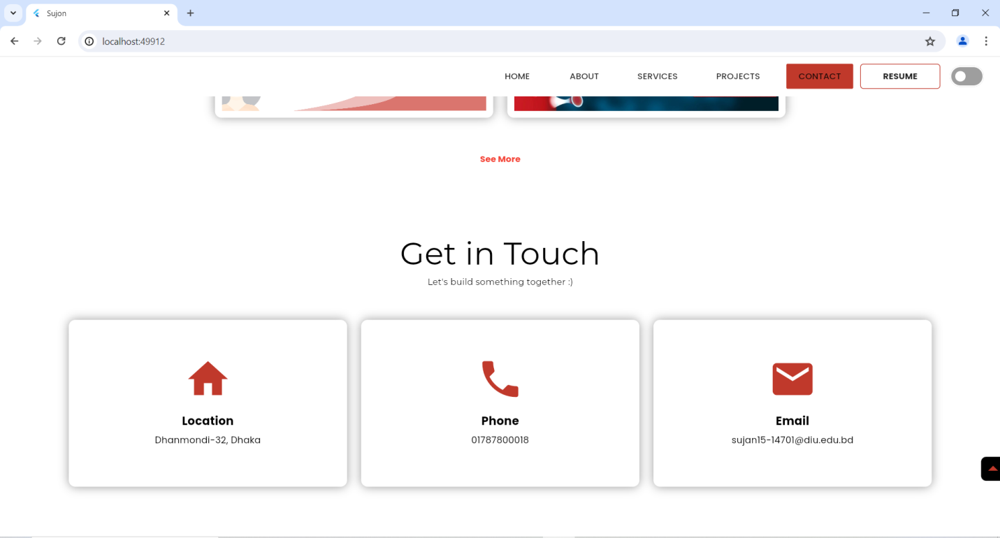 Sujon
localhost:49912
HOME ABOUT SERVICES PROJECTS CONTACT RESUME
See More
Get in Touch
Let's build something together :)
Location Phone Email
Dhanmondi-32, Dhaka 01787800018 sujan15-14701@diu.edu.bd